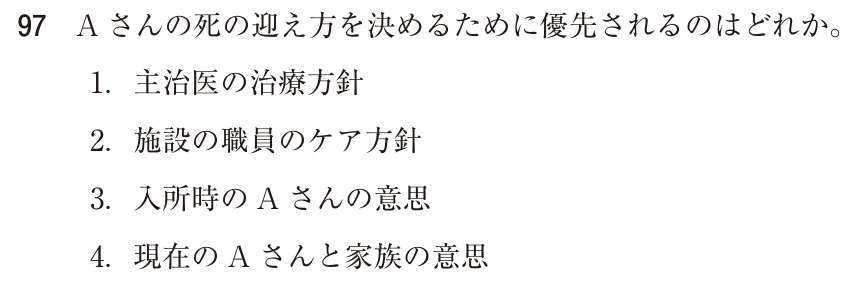 97 Aさんの死の迎え方を決めるために優先されるのはどれか。
1. 主治医の治療方針
2. 施設の職員のケア方針
3. 入所時のAさんの意思
4. 現在のAさんと家族の意思